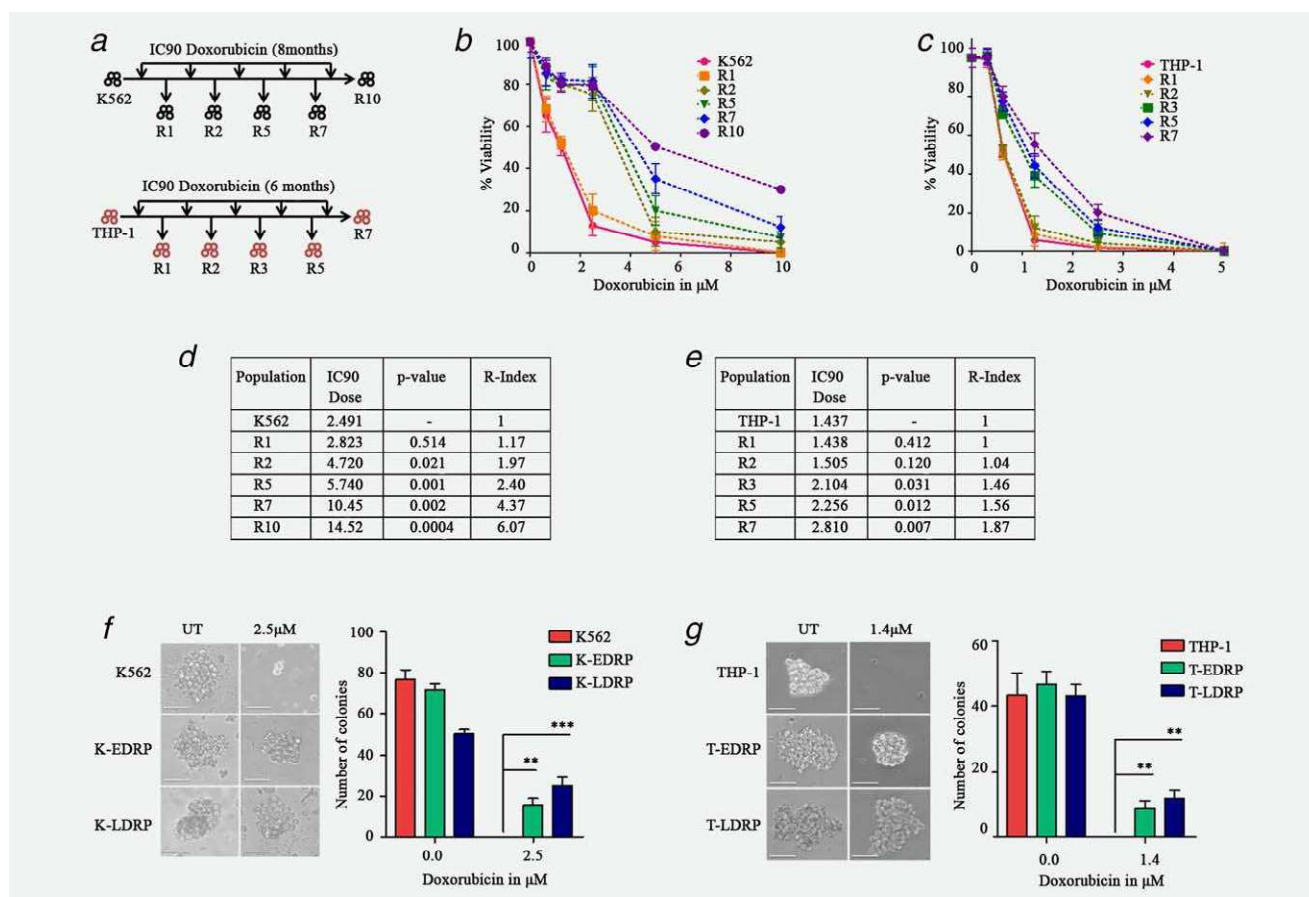 a
IC90 Doxorubicin (8months)
K562
R10
R1 R2 R5 R7
IC90 Doxorubicin (6 months)
THP-1
R7
R1 R2 R3 R5
b
100
80
60
40
20
0
% Viability
0 2 4 6 8 10
Doxorubicin in µM
K562
R1
R2
R5
R7
R10
c
100
80
60
40
20
0
% Viability
0 1 2 3 4 5
Doxorubicin in µM
THP-1
R1
R2
R3
R5
R7
d
Population IC90 Dose p-value R-Index
K562 2.491 - 1
R1 2.823 0.514 1.17
R2 4.720 0.021 1.97
R5 5.740 0.001 2.40
R7 10.45 0.002 4.37
R10 14.52 0.0004 6.07
e
Population IC90 Dose p-value R-Index
THP-1 1.437 - 1
R1 1.438 0.412 1
R2 1.505 0.120 1.04
R3 2.104 0.031 1.46
R5 2.256 0.012 1.56
R7 2.810 0.007 1.87
f
UT 2.5µM
K562
K-EDRP
K-LDRP
100
80
60
40
20
0
Number of colonies
K562
K-EDRP
K-LDRP
**
***
0.0 2.5
Doxorubicin in µM
g
UT 1.4µM
THP-1
T-EDRP
T-LDRP
60
40
20
0
Number of colonies
THP-1
T-EDRP
T-LDRP
**
**
0.0 1.4
Doxorubicin in µM